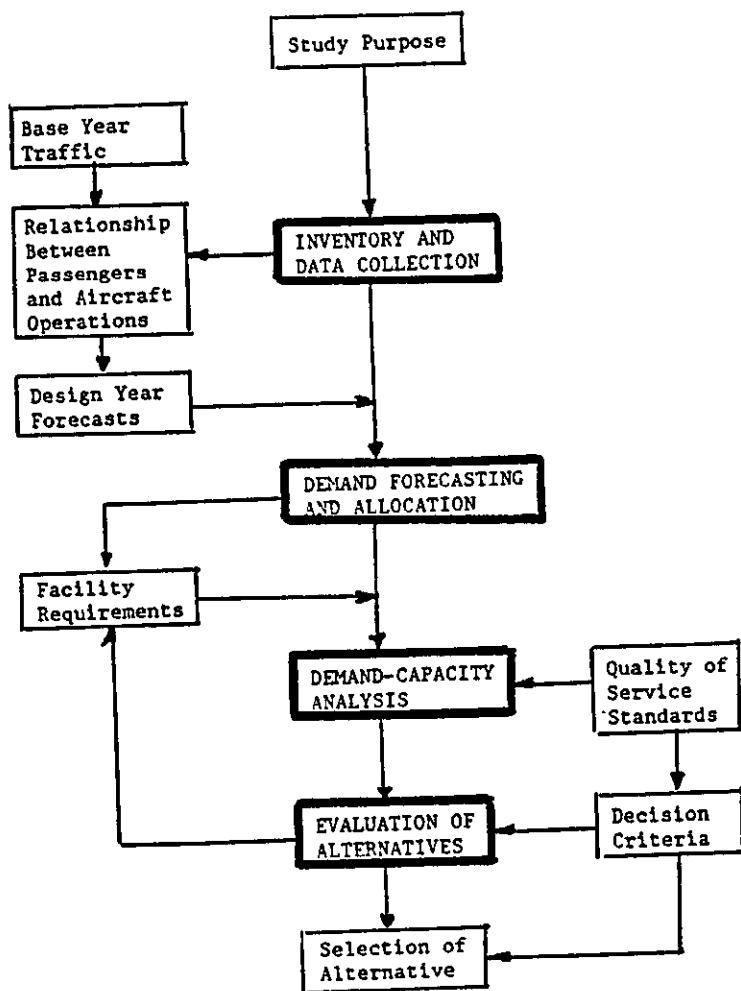 Study Purpose
Base Year
Traffic
Relationship
Between
Passengers
and Aircraft
Operations
INVENTORY AND
DATA COLLECTION
Design Year
Forecasts
DEMAND FORECASTING
AND ALLOCATION
Facility
Requirements
DEMAND-CAPACITY
ANALYSIS
Quality of
Service
Standards
EVALUATION OF
ALTERNATIVES
Decision
Criteria
Selection of
Alternative